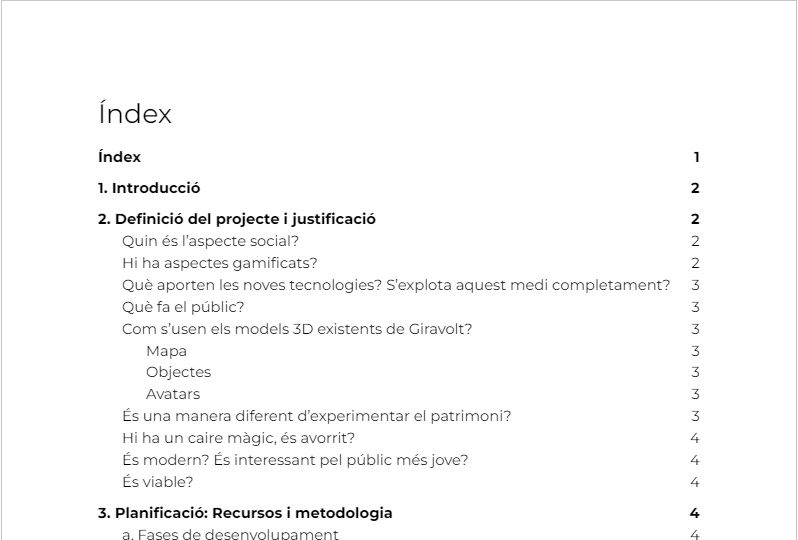 Índex
Índex 1
1. Introducció 2
2. Definició del projecte i justificació 2
Quin és l'aspecte social? 2
Hi ha aspectes gamificats? 2
Què aporten les noves tecnologies? S'explota aquest medi completament? 3
Què fa el públic? 3
Com s'usen els models 3D existents de Giravolt? 3
Mapa 3
Objectes 3
Avatars 3
És una manera diferent d'experimentar el patrimoni? 3
Hi ha un caire màgic, és avorrit? 4
És modern? És interessant pel públic més jove? 4
És viable? 4
3. Planificació: Recursos i metodologia 4
a. Fases de desenvolupament 4